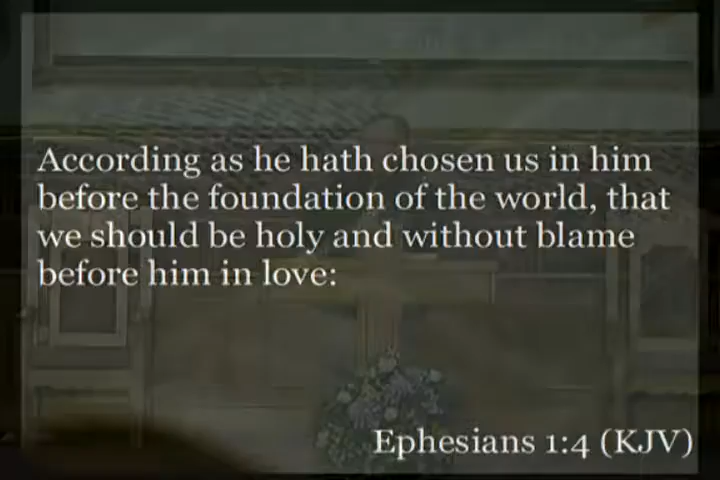 According as he hath chosen us in him
before the foundation of the world, that
we should be holy and without blame
before him in love:
Ephesians 1:4 (KJV)